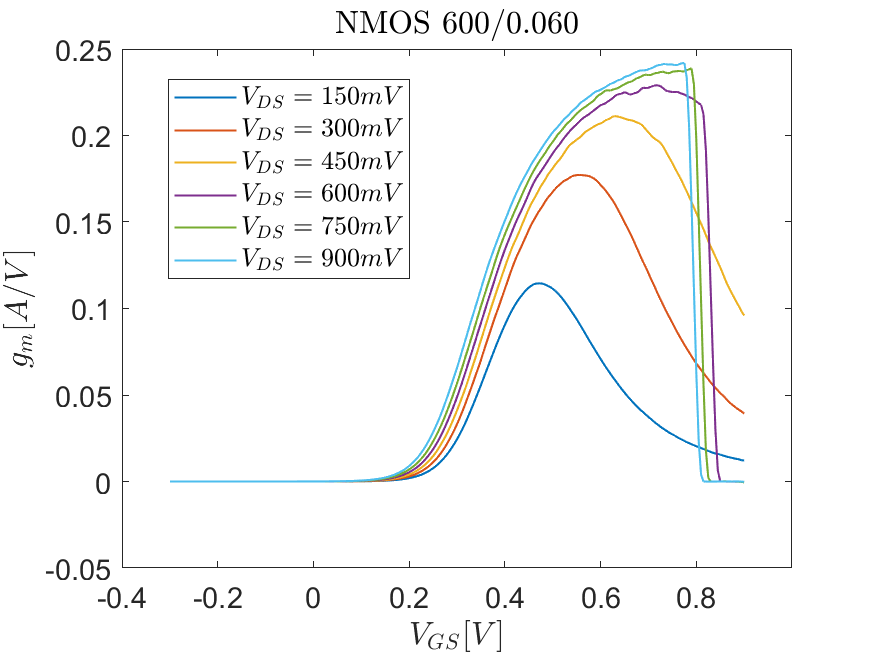 NMOS 600/0.060
0.25
0.2
0.15
0.1
0.05
0
-0.05
g_m[A/V]
V_DS = 150mV
V_DS = 300mV
V_DS = 450mV
V_DS = 600mV
V_DS = 750mV
V_DS = 900mV
-0.4 -0.2 0 0.2 0.4 0.6 0.8
V_GS[V]